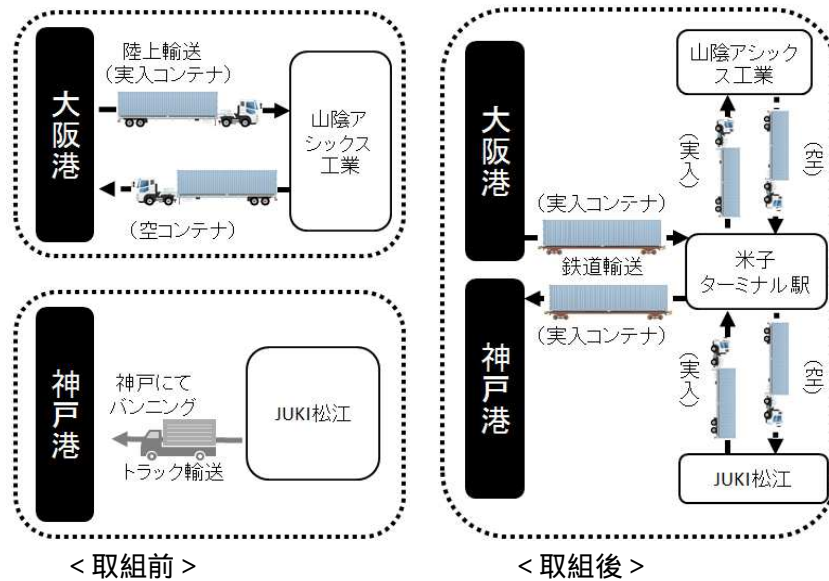 大阪港
陸上輸送
(実入コンテナ)
山陰ア
シックス
工業
(空コンテナ)
神戸港
神戸にて
バンニング
トラック輸送
JUKI松江
<取組前>
大阪港
神戸港
山陰アシック
ス工業
(実入)
(空)
(実入コンテナ)
鉄道輸送
(実入コンテナ)
米子
ターミナル駅
(実入)
(空)
JUKI松江
<取組後>